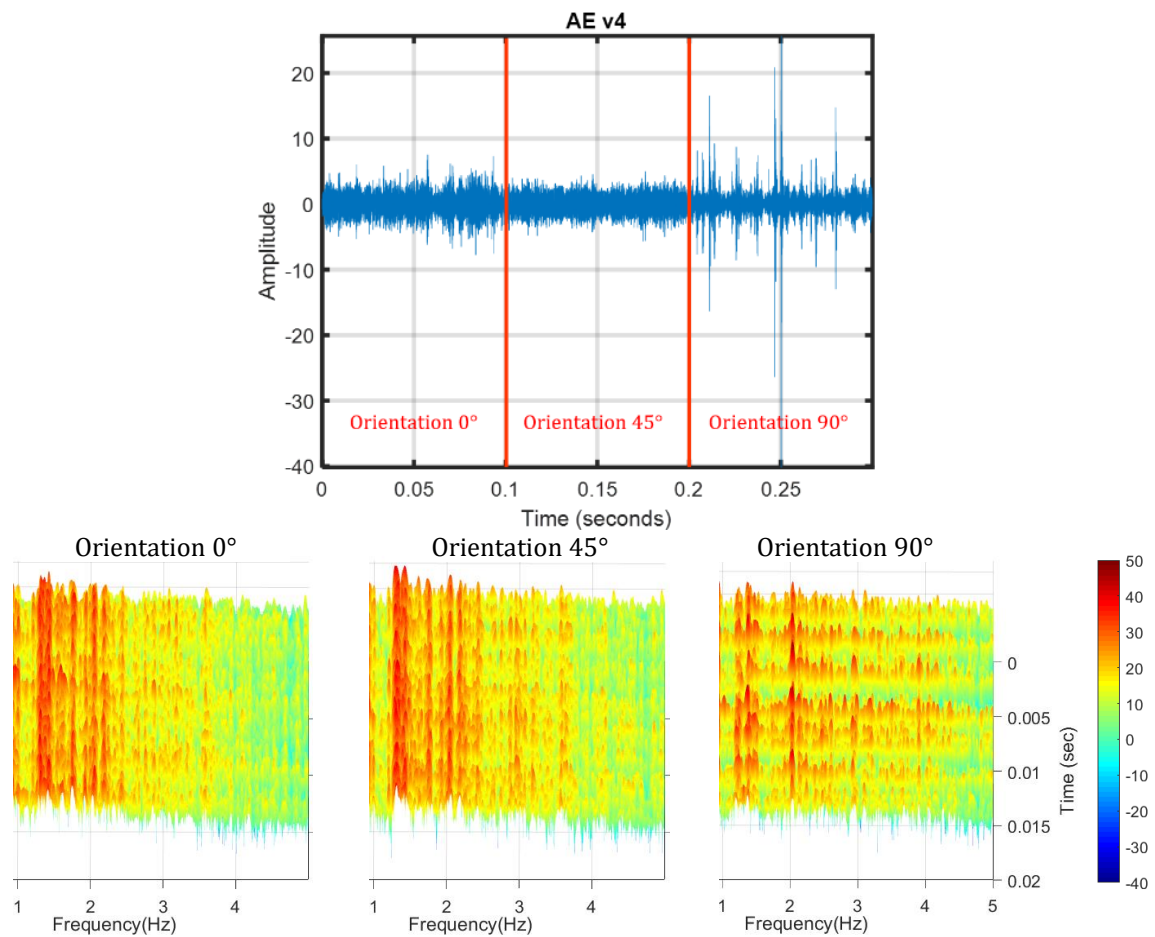 AE v4
20
10
0
-10
-20
-30
-40
Amplitude
Orientation 0° Orientation 45° Orientation 90°
0 0.05 0.1 0.15 0.2 0.25
Time (seconds)
Orientation 0° Orientation 45° Orientation 90°
0
0.005
0.01
0.015
0.02
Time (sec)
50
40
30
20
10
0
-10
-20
-30
-40
1 2 3 4 1 2 3 4 1 2 3 4 5
Frequency(Hz) Frequency(Hz) Frequency(Hz)